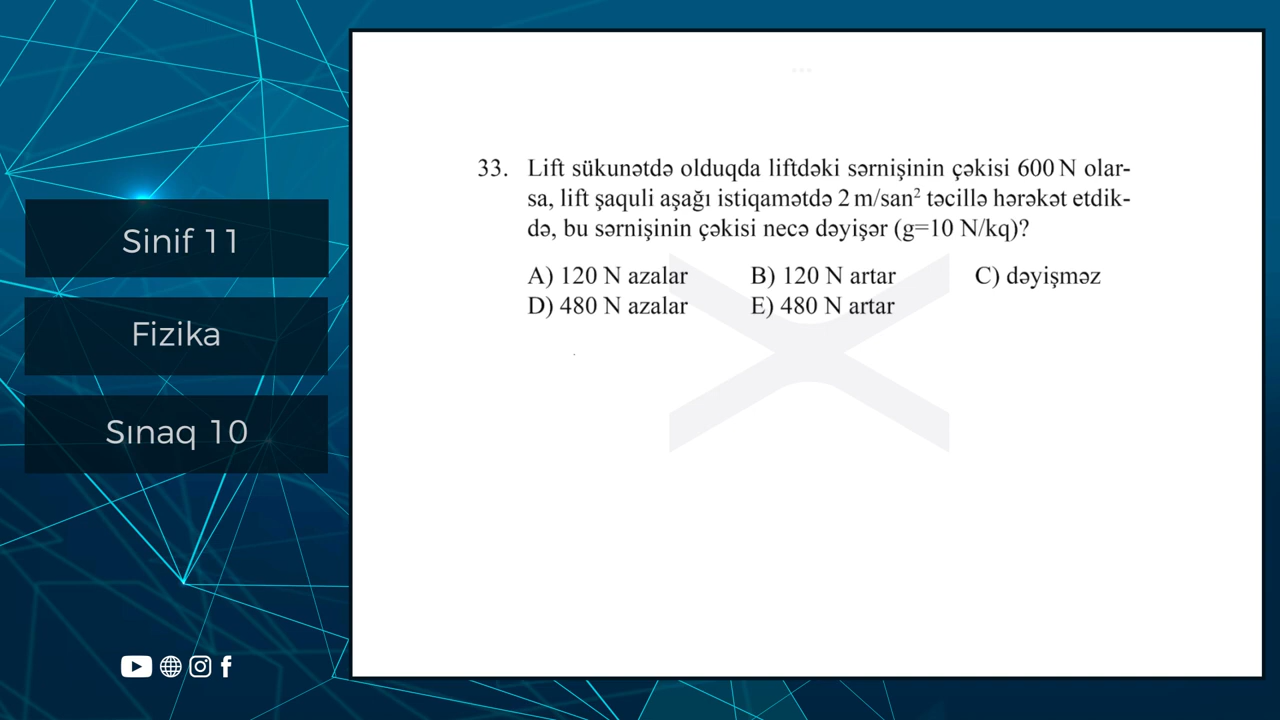 Sinif 11
Fizika
Sınaq 10
33. Lift sükunətdə olduqda liftdəki sərnişinin çəkisi 600 N olar-
sa, lift şaquli aşağı istiqamətdə 2 m/san² təcillə hərəkət etdik-
də, bu sərnişinin çəkisi necə dəyişər (g=10 N/kq)?
A) 120 N azalar B) 120 N artar C) dəyişməz
D) 480 N azalar E) 480 N artar